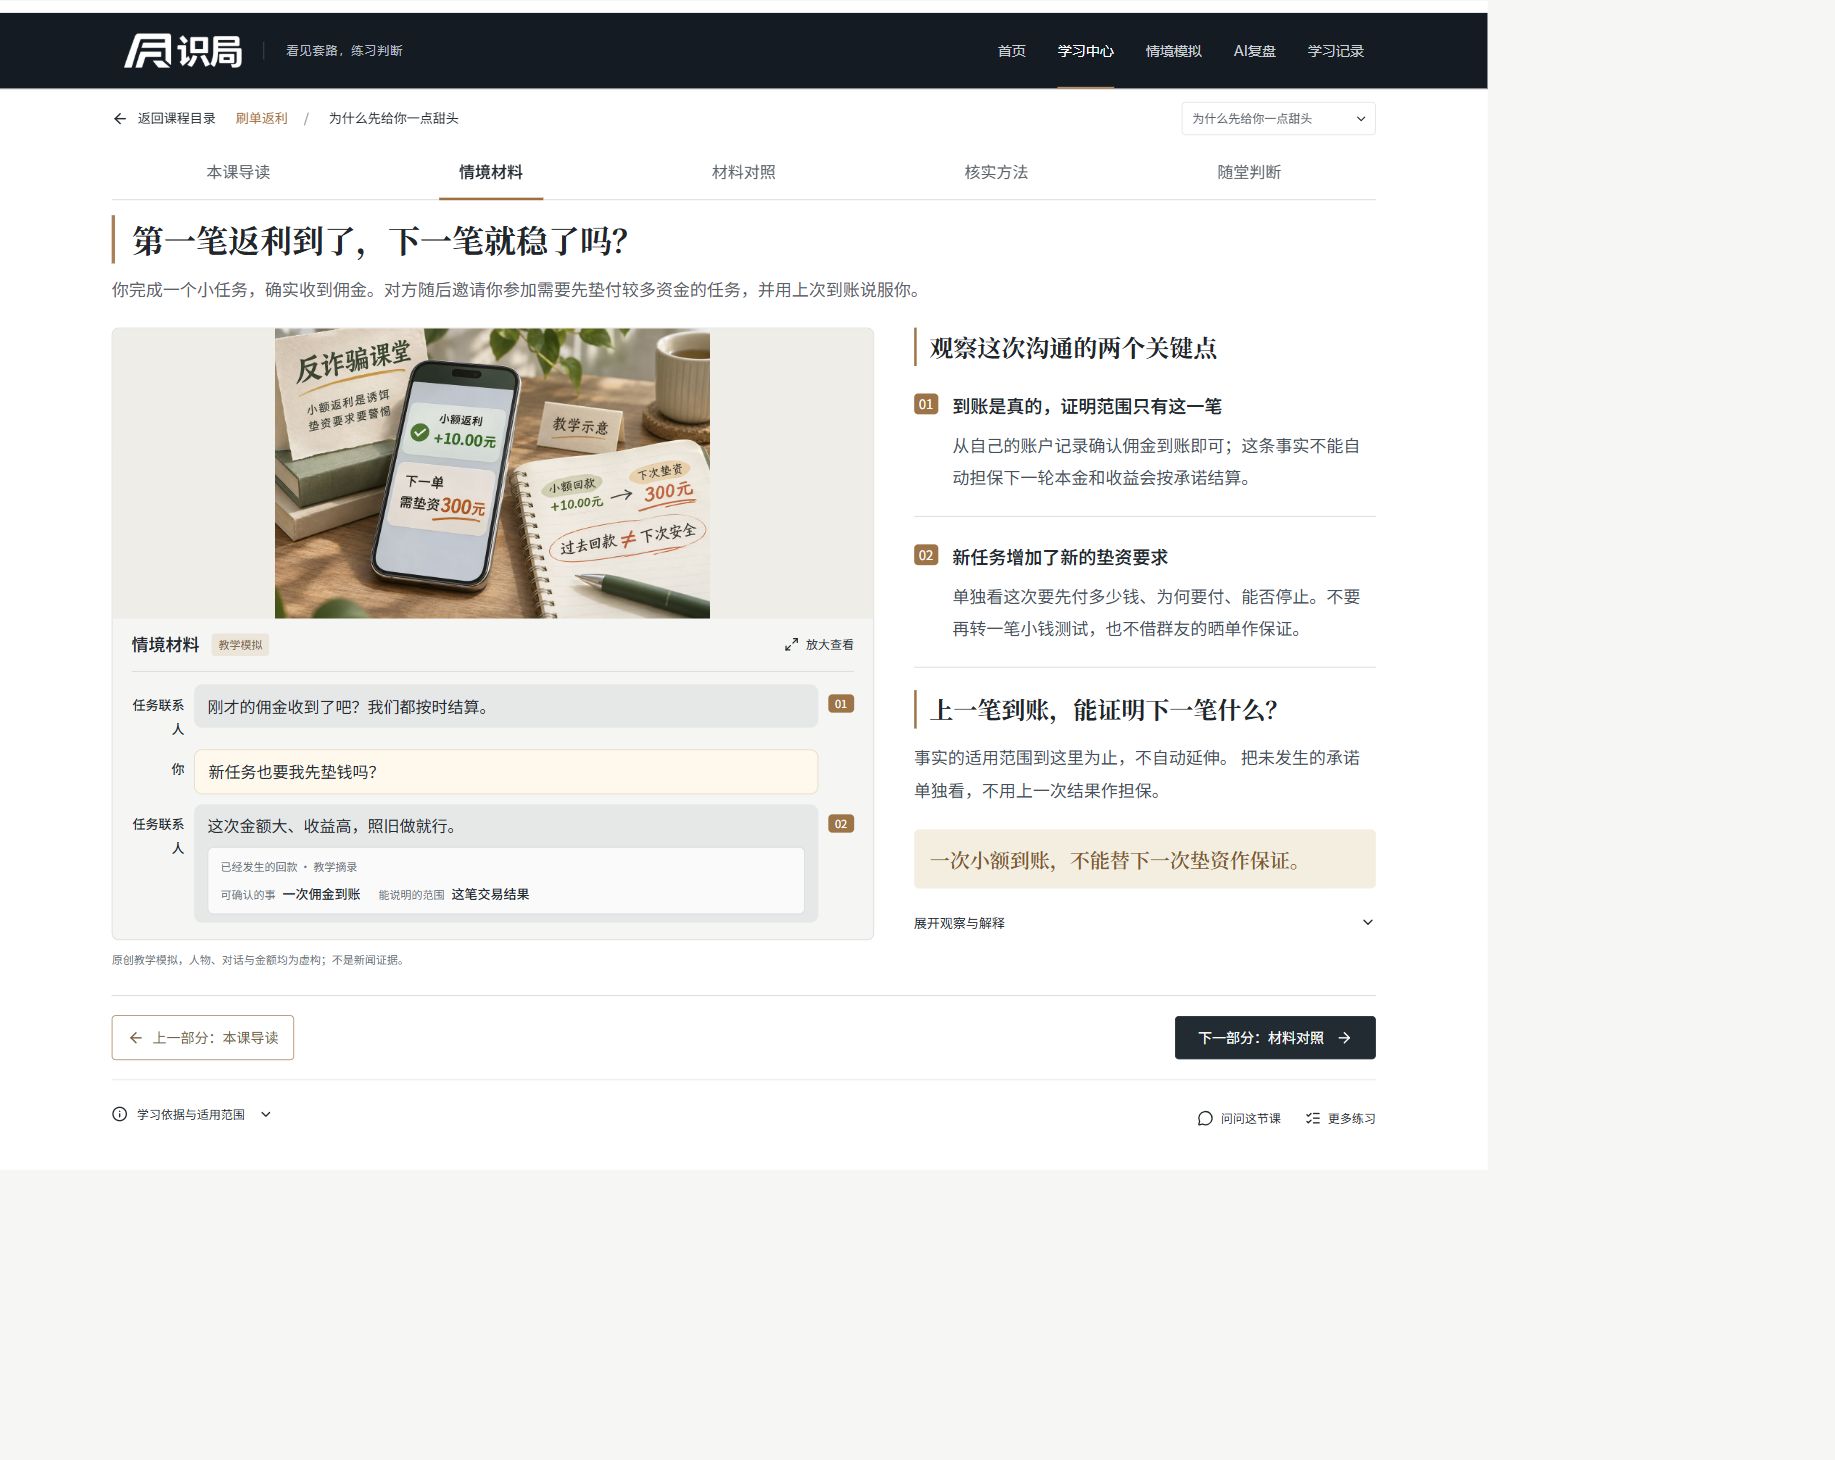 识局
看见套路，练习判断
首页
学习中心
情境模拟
AI复盘
学习记录
返回课程目录
刷单返利
/
为什么先给你一点甜头
为什么先给你一点甜头
本课导读
情境材料
材料对照
核实方法
随堂判断
第一笔返利到了，下一笔就稳了吗？
你完成一个小任务，确实收到佣金。对方随后邀请你参加需要先垫付较多资金的任务，并用上次到账说服你。
反诈骗课堂
小额返利是诱饵
垫资要求要警惕
小额返利
+10.00元
下一单
需垫资300元
教学示意
小额回款
+10.00元
→
下次垫资
300元
过去回款 ≠ 下次安全
情境材料
教学模拟
放大查看
任务联系人
刚才的佣金收到了吧？我们都按时结算。
01
你
新任务也要我先垫钱吗？
任务联系人
这次金额大、收益高，照旧做就行。
02
已经发生的回款 · 教学摘录
可确认的事 一次佣金到账 能说明的范围 这笔交易结果
原创教学模拟，人物、对话与金额均为虚构；不是新闻证据。
观察这次沟通的两个关键点
01
到账是真的，证明范围只有这一笔
从自己的账户记录确认佣金到账即可；这条事实不能自
动担保下一轮本金和收益会按承诺结算。
02
新任务增加了新的垫资要求
单独看这次要先付多少钱、为何要付、能否停止。不要
再转一笔小钱测试，也不借群友的晒单作保证。
上一笔到账，能证明下一笔什么？
事实的适用范围到这里为止，不自动延伸。 把未发生的承诺
单独看，不用上一次结果作担保。
一次小额到账，不能替下一次垫资作保证。
展开观察与解释
上一部分：本课导读
下一部分：材料对照
学习依据与适用范围
问问这节课
更多练习